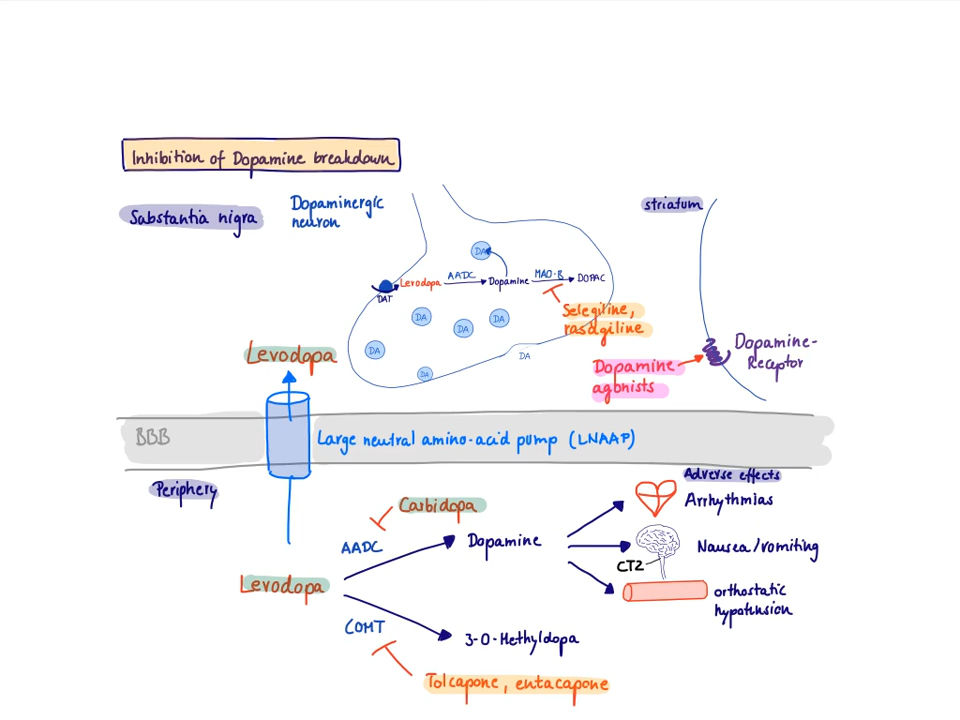 Inhibition of Dopamine breakdown
Substantia nigra
Dopaminergic
neuron
striatum
DA
DAT
Levodopa
AADC
Dopamine
MAO-B
DOPAC
Selegiline,
rasagiline
DA
DA
DA
DA
DA
DA
Dopamine-
Receptor
Dopamine-
agonists
Levodopa
BBB
Large neutral amino-acid pump (LNAAP)
Periphery
Adverse effects
Arrhythmias
Carbidopa
AADC
Dopamine
Nausea/vomiting
CT2
Levodopa
orthostatic
hypotension
COMT
3-O-Methyldopa
Tolcapone, entacapone